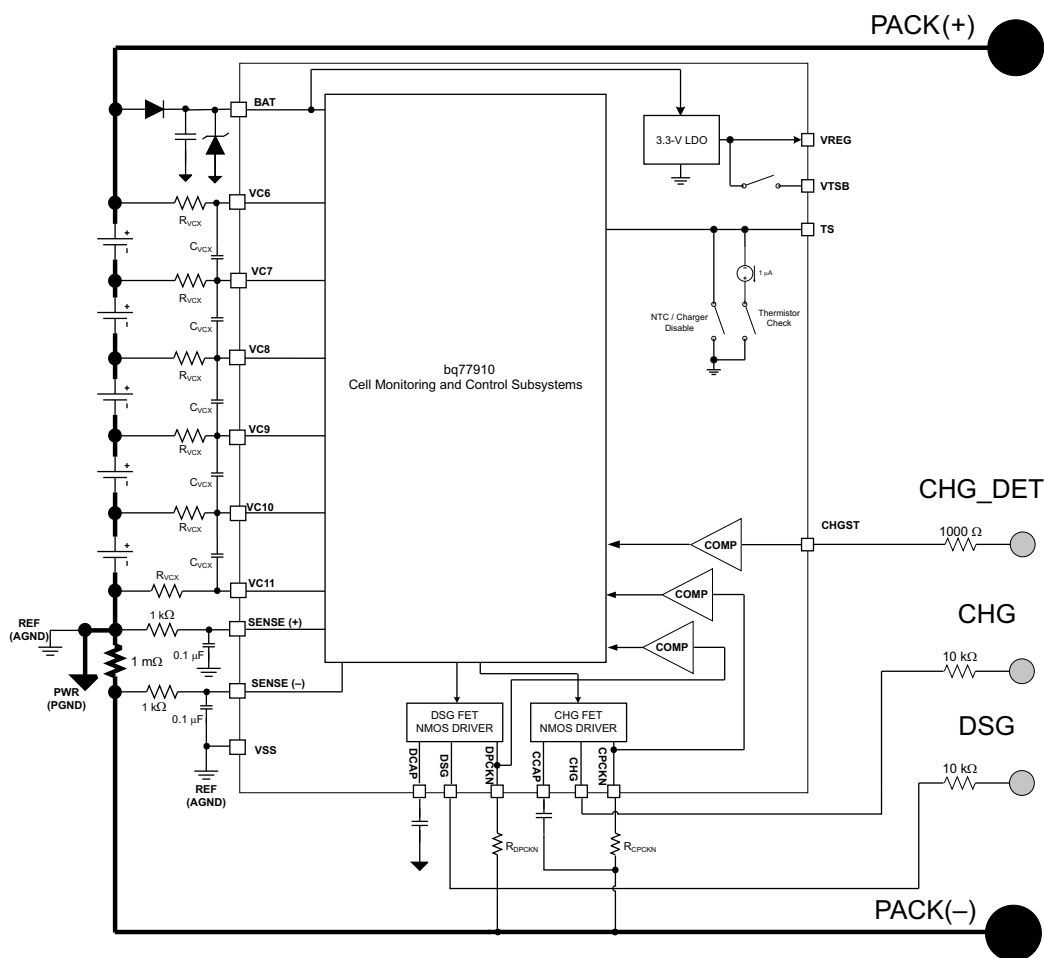 PACK(+)
BAT
3.3-V LDO
VREG
VTSB
VC6
TS
RVCX
CVCX
VC7
1 µA
RVCX
NTC / Charger
Disable
Thermistor
Check
CVCX
VC8
bq77910
Cell Monitoring and Control Subsystems
RVCX
CVCX
VC9
RVCX
CVCX
CHG_DET
VC10
CHGST
1000 Ω
RVCX
COMP
CVCX
RVCX
VC11
COMP
CHG
1 kΩ
SENSE (+)
REF
(AGND)
COMP
0.1 µF
1 mΩ
10 kΩ
SENSE (–)
PWR
(PGND)
1 kΩ
0.1 µF
DSG FET
NMOS DRIVER
CHG FET
NMOS DRIVER
DSG
VSS
DCAP
DSG
DPCKN
CCAP
CHG
CPCKN
10 kΩ
REF
(AGND)
RDPCKN
RCPCKN
PACK(–)